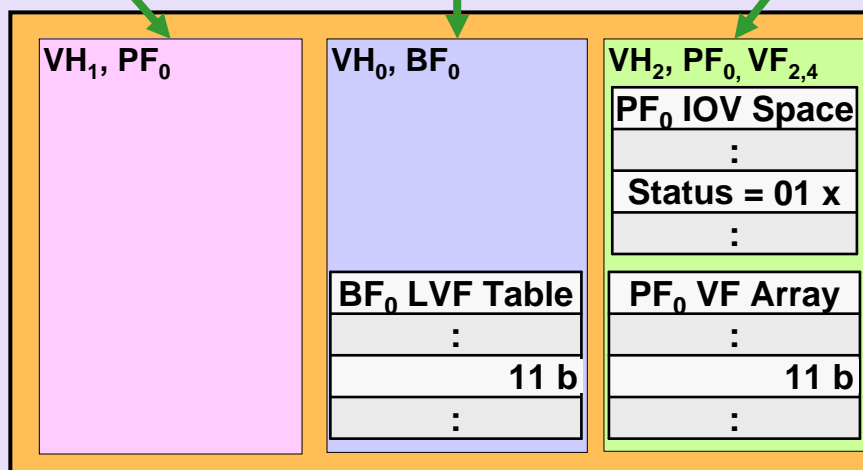 VH₁, PF₀
VH₀, BF₀
BF₀ LVF Table
:
11 b
:
VH₂, PF₀, VF₂,₄
PF₀ IOV Space
:
Status = 01 x
:
PF₀ VF Array
:
11 b
: